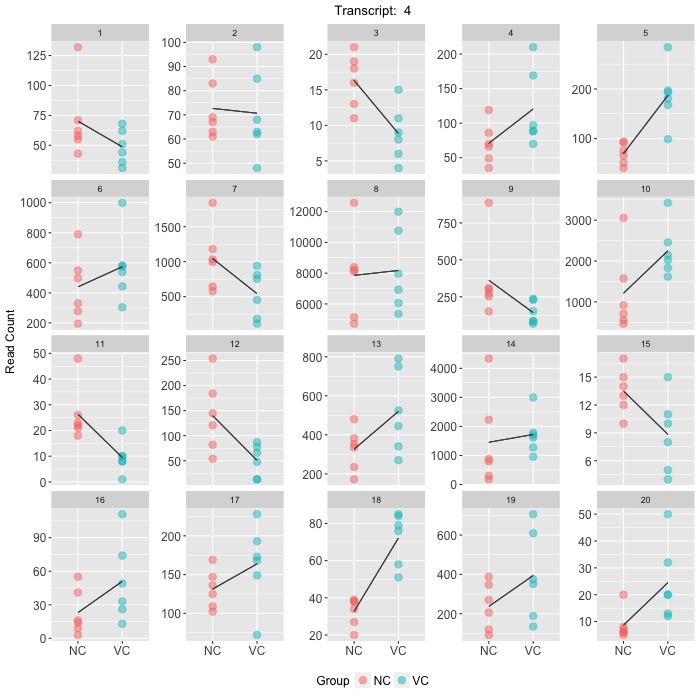 Transcript: 4
1 2 3 4 5
125 100 20 200 200
100 90 15 150 100
75 80 10 100
50 70 5 50
60
50
6 7 8 9 10
1000 1500 12000 750 3000
800 1000 10000 500 2000
600 500 8000 250 1000
400 6000
200
Read Count
11 12 13 14 15
50 250 800 4000 15
40 200 600 3000 12
30 150 400 2000 9
20 100 200 1000 6
10 50 0
0
16 17 18 19 20
90 200 80 600 50
60 150 60 400 40
30 100 40 200 30
0 20 20
10
NC VC NC VC NC VC NC VC NC VC
Group NC VC